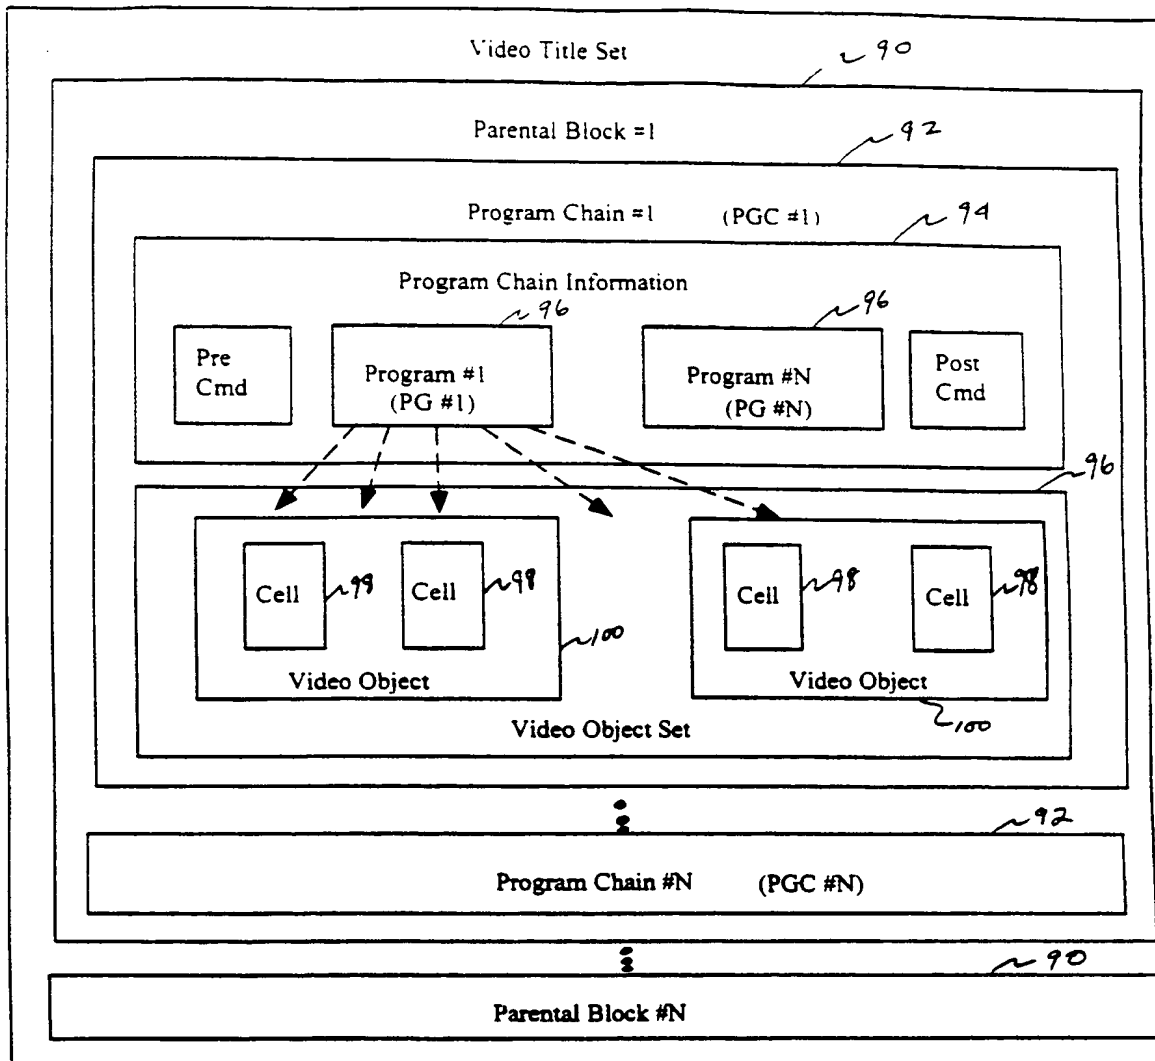 Video Title Set
90
Parental Block =1
92
Program Chain =1 (PGC #1)
94
Program Chain Information
96
96
Pre
Cmd
Program #1
(PG #1)
Program #N
(PG #N)
Post
Cmd
96
Cell
98
Cell
98
Cell
98
Cell
98
100
Video Object
Video Object
100
Video Object Set
92
Program Chain #N (PGC #N)
90
Parental Block #N